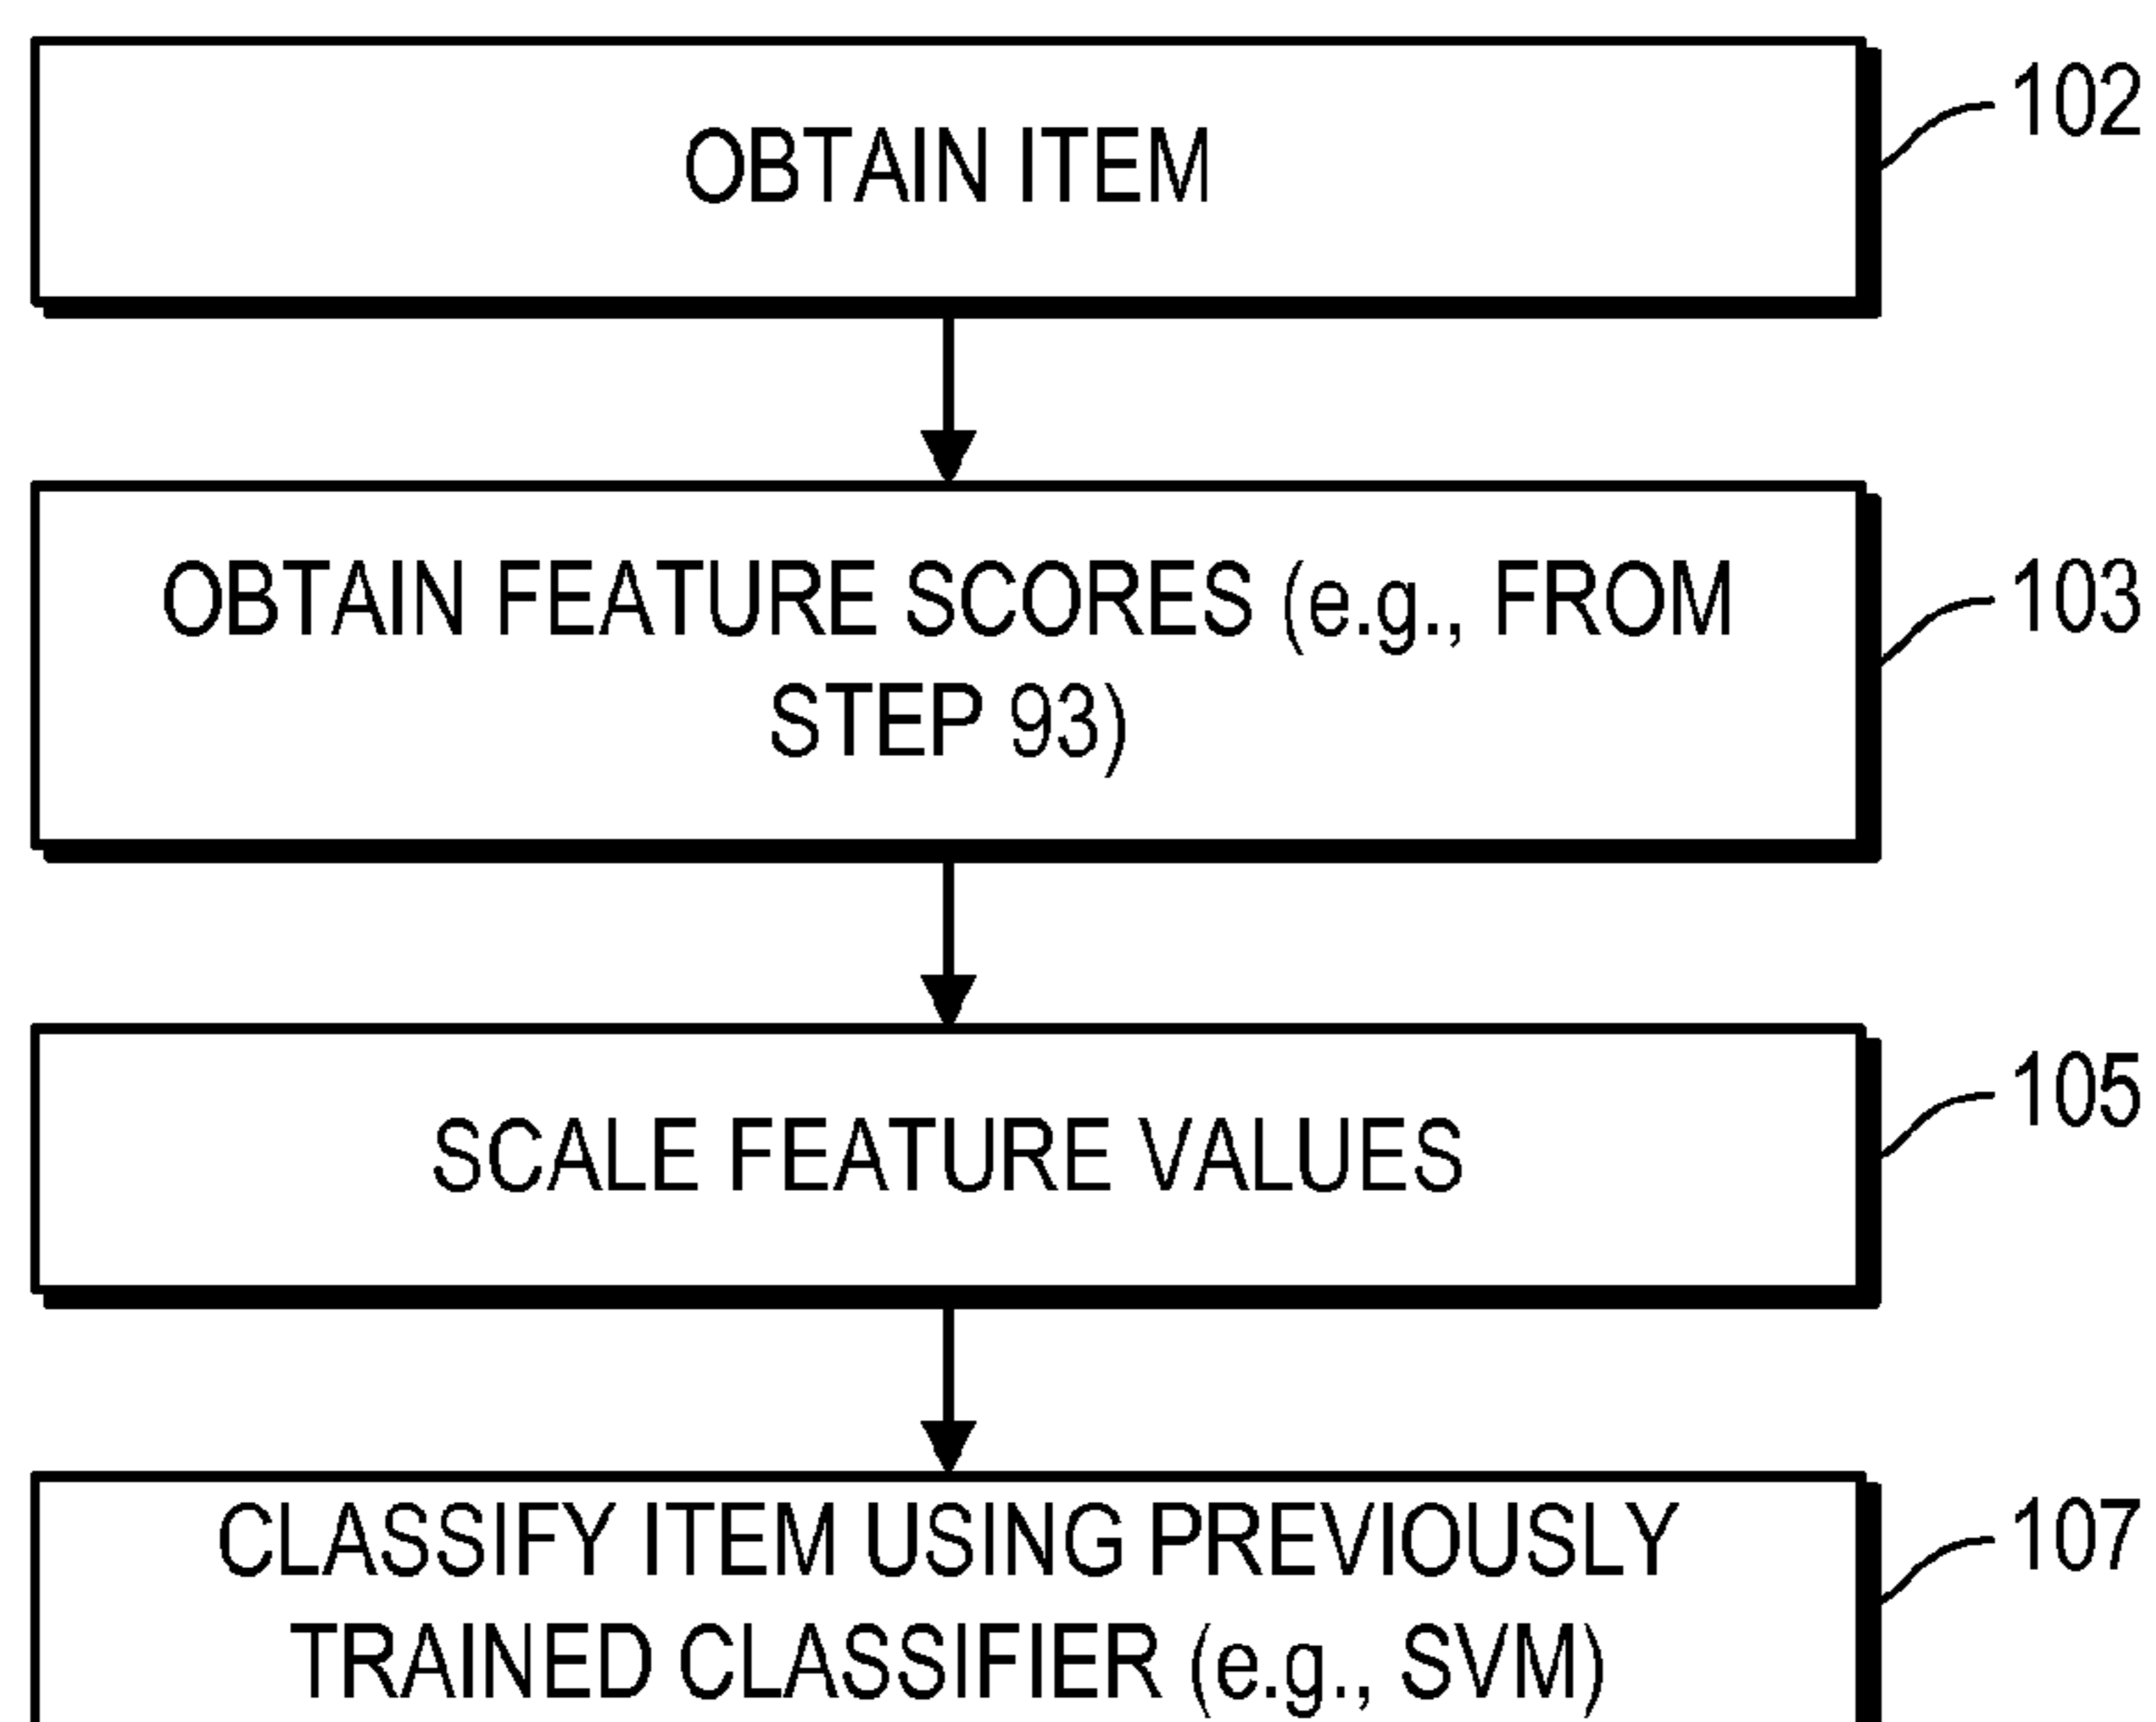 OBTAIN ITEM
102
OBTAIN FEATURE SCORES (e.g., FROM
STEP 93)
103
SCALE FEATURE VALUES
105
CLASSIFY ITEM USING PREVIOUSLY
TRAINED CLASSIFIER (e.g., SVM)
107